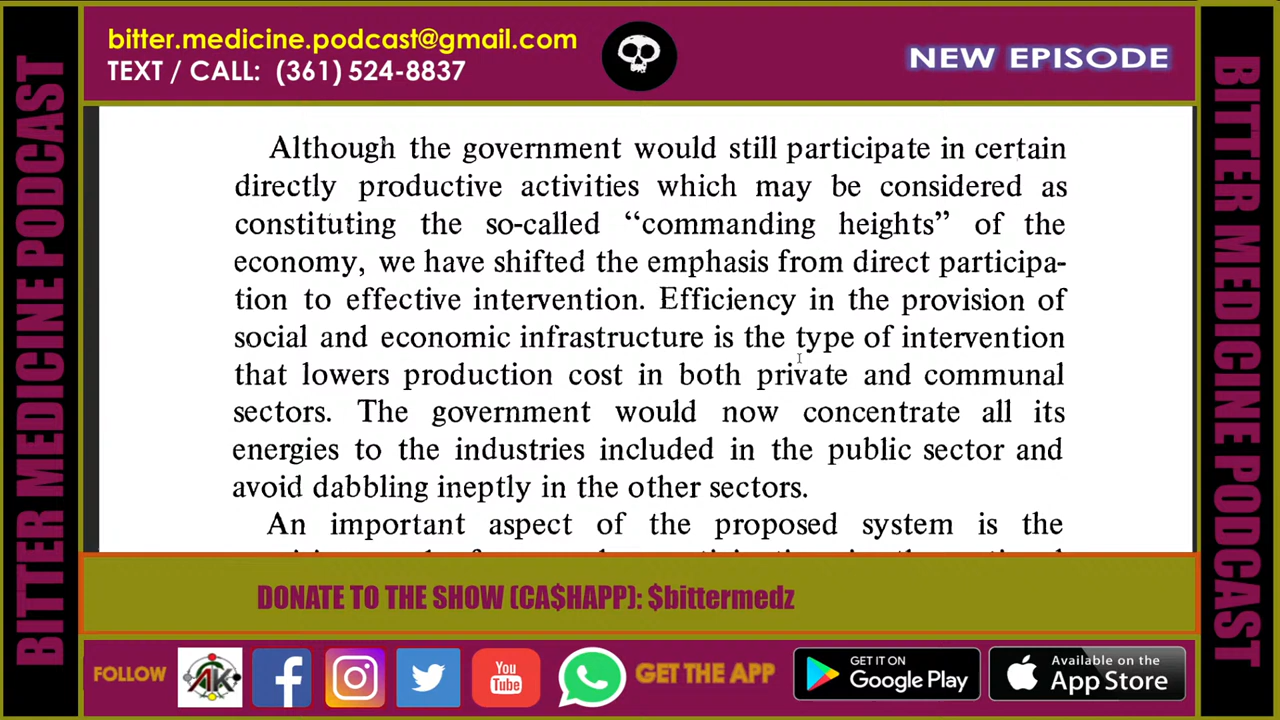 bitter.medicine.podcast@gmail.com
TEXT / CALL: (361) 524-8837
NEW EPISODE
BITTER MEDICINE PODCAST
Although the government would still participate in certain
directly productive activities which may be considered as
constituting the so-called “commanding heights” of the
economy, we have shifted the emphasis from direct participa-
tion to effective intervention. Efficiency in the provision of
social and economic infrastructure is the type of intervention
that lowers production cost in both private and communal
sectors. The government would now concentrate all its
energies to the industries included in the public sector and
avoid dabbling ineptly in the other sectors.
An important aspect of the proposed system is the
BITTER MEDICINE PODCAST
DONATE TO THE SHOW (CA$HAPP): $bittermedz
FOLLOW
You
Tube
GET THE APP
GET IT ON
Google Play
Available on the
App Store